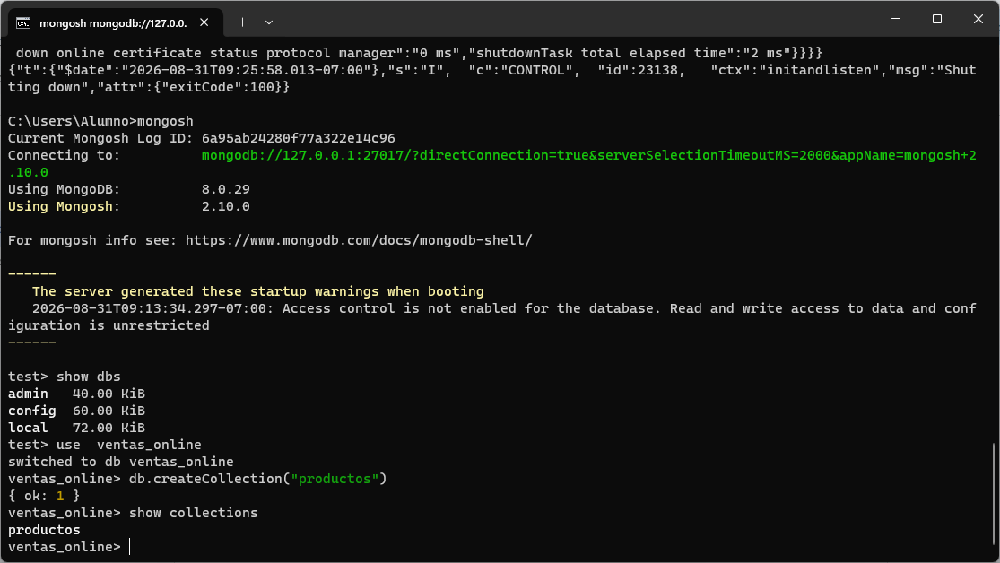 mongosh mongodb://127.0.0.
down online certificate status protocol manager":"0 ms","shutdownTask total elapsed time":"2 ms"}}}}
{"t":{"$date":"2026-08-31T09:25:58.013-07:00"},"s":"I",  "c":"CONTROL",  "id":23138,   "ctx":"initandlisten","msg":"Shut
ting down","attr":{"exitCode":100}}
C:\Users\Alumno>mongosh
Current Mongosh Log ID: 6a95ab24280f77a322e14c96
Connecting to:          mongodb://127.0.0.1:27017/?directConnection=true&serverSelectionTimeoutMS=2000&appName=mongosh+2
.10.0
Using MongoDB:          8.0.29
Using Mongosh:          2.10.0
For mongosh info see: https://www.mongodb.com/docs/mongodb-shell/
------
The server generated these startup warnings when booting
2026-08-31T09:13:34.297-07:00: Access control is not enabled for the database. Read and write access to data and conf
iguration is unrestricted
------
test> show dbs
admin   40.00 KiB
config  60.00 KiB
local   72.00 KiB
test> use  ventas_online
switched to db ventas_online
ventas_online> db.createCollection("productos")
{ ok: 1 }
ventas_online> show collections
productos
ventas_online>